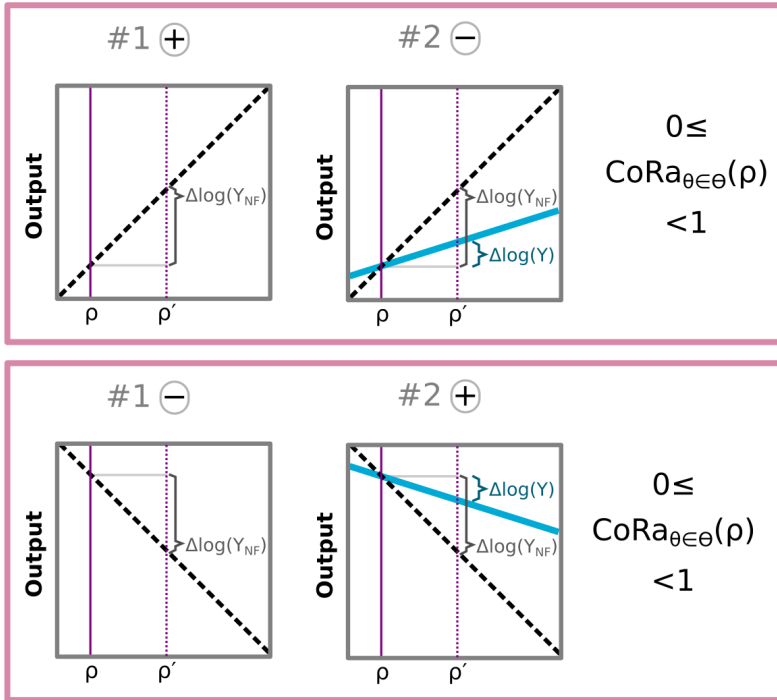 #1 +
#2 −
Output
Δlog(Y_NF)
ρ
ρ′
Output
Δlog(Y_NF)
Δlog(Y)
ρ
ρ′
0≤
CoRa_θ∈Θ(ρ)
<1
#1 −
#2 +
Output
Δlog(Y_NF)
ρ
ρ′
Output
Δlog(Y)
Δlog(Y_NF)
ρ
ρ′
0≤
CoRa_θ∈Θ(ρ)
<1